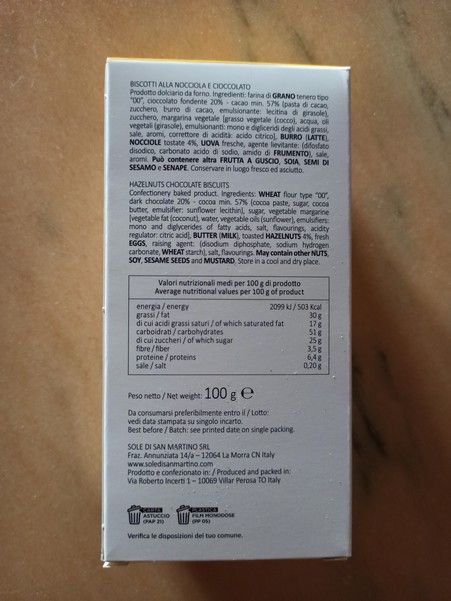 BISCOTTI ALLA NOCCIOLA E CIOCCOLATO
Prodotto dolciario da forno. Ingredienti: farina di GRANO tenero tipo
"00", cioccolato fondente 20% - cacao min. 57% (pasta di cacao,
zucchero, burro di cacao, emulsionante: lecitina di girasole),
zucchero, margarina vegetale [grasso vegetale (cocco), acqua, oli
vegetali (girasole), emulsionanti: mono e digliceridi degli acidi grassi,
sale, aromi, correttore di acidità: acido citrico], BURRO (LATTE),
NOCCIOLE tostate 4%, UOVA fresche, agente lievitante: (difosfato
disodico, carbonato acido di sodio, amido di FRUMENTO), sale,
aromi. Può contenere altra FRUTTA A GUSCIO, SOIA, SEMI DI
SESAMO e SENAPE. Conservare in luogo fresco ed asciutto.
HAZELNUTS CHOCOLATE BISCUITS
Confectionery baked product. Ingredients: WHEAT flour type "00",
dark chocolate 20% - cocoa min. 57% (cocoa paste, sugar, cocoa
butter, emulsifier: sunflower lecithin), sugar, vegetable margarine
[vegetable fat (coconut), water, vegetable oils (sunflower), emulsifiers:
mono and diglycerides of fatty acids, salt, flavourings, acidity
regulator: citric acid], BUTTER (MILK), toasted HAZELNUTS 4%, fresh
EGGS, raising agent: (disodium diphosphate, sodium hydrogen
carbonate, WHEAT starch), salt, flavourings. May contain other NUTS,
SOY, SESAME SEEDS and MUSTARD. Store in a cool and dry place.
Valori nutrizionali medi per 100 g di prodotto
Average nutritional values per 100 g of product
energia / energy 2099 kJ / 503 Kcal
grassi / fat 30 g
di cui acidi grassi saturi / of which saturated fat 17 g
carboidrati / carbohydrates 51 g
di cui zuccheri / of which sugar 25 g
fibre / fiber 3,5 g
proteine / proteins 6,4 g
sale / salt 0,20 g
Peso netto / Net weight: 100 g ℮
Da consumarsi preferibilmente entro il / Lotto:
vedi data stampata su singolo incarto.
Best before / Batch: see printed date on single packing.
SOLE DI SAN MARTINO SRL
Fraz. Annunziata 14/a – 12064 La Morra CN Italy
www.soledisanmartino.com
Prodotto e confezionato in: / Produced and packed in:
Via Roberto Incerti 1 – 10069 Villar Perosa TO Italy
CARTA PLASTICA
ASTUCCIO FILM MONODOSE
(PAP 21) (PP 05)
Verifica le disposizioni del tuo comune.